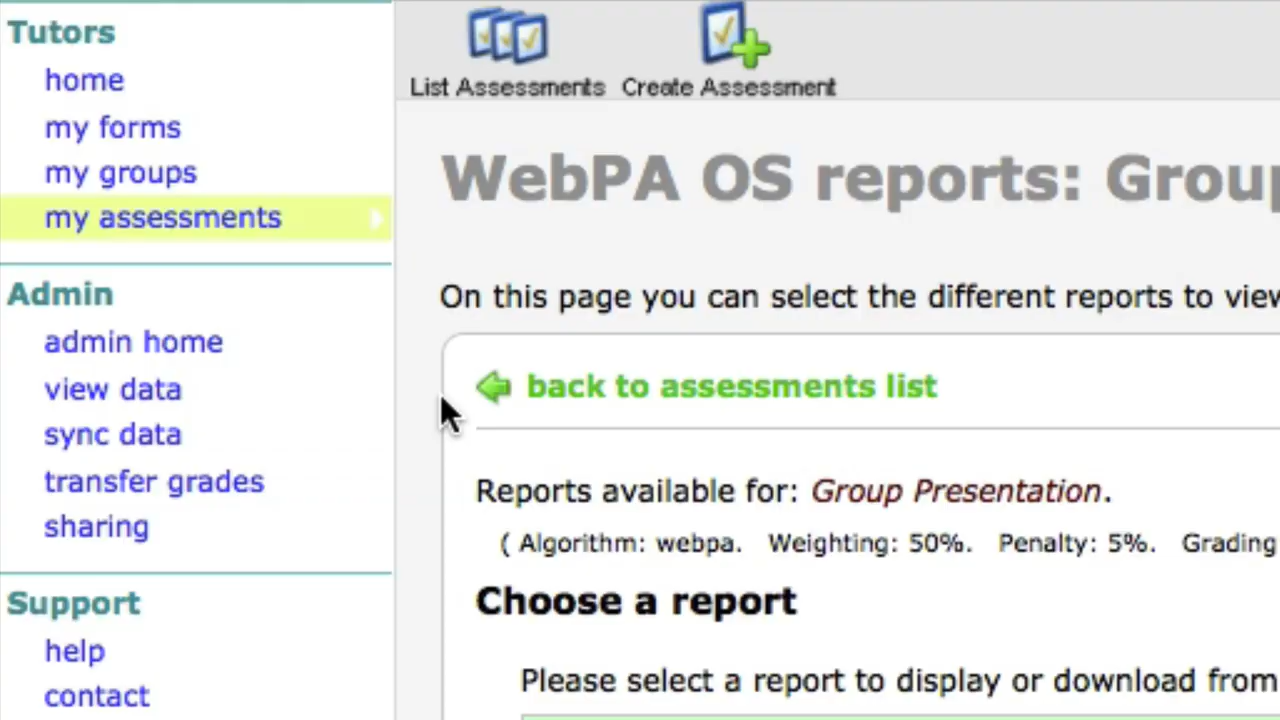 Tutors
home
my forms
my groups
my assessments
Admin
admin home
view data
sync data
transfer grades
sharing
Support
help
contact
List Assessments
Create Assessment
WebPA OS reports: Group
On this page you can select the different reports to view
back to assessments list
Reports available for: Group Presentation.
( Algorithm: webpa. Weighting: 50%. Penalty: 5%. Grading
Choose a report
Please select a report to display or download from